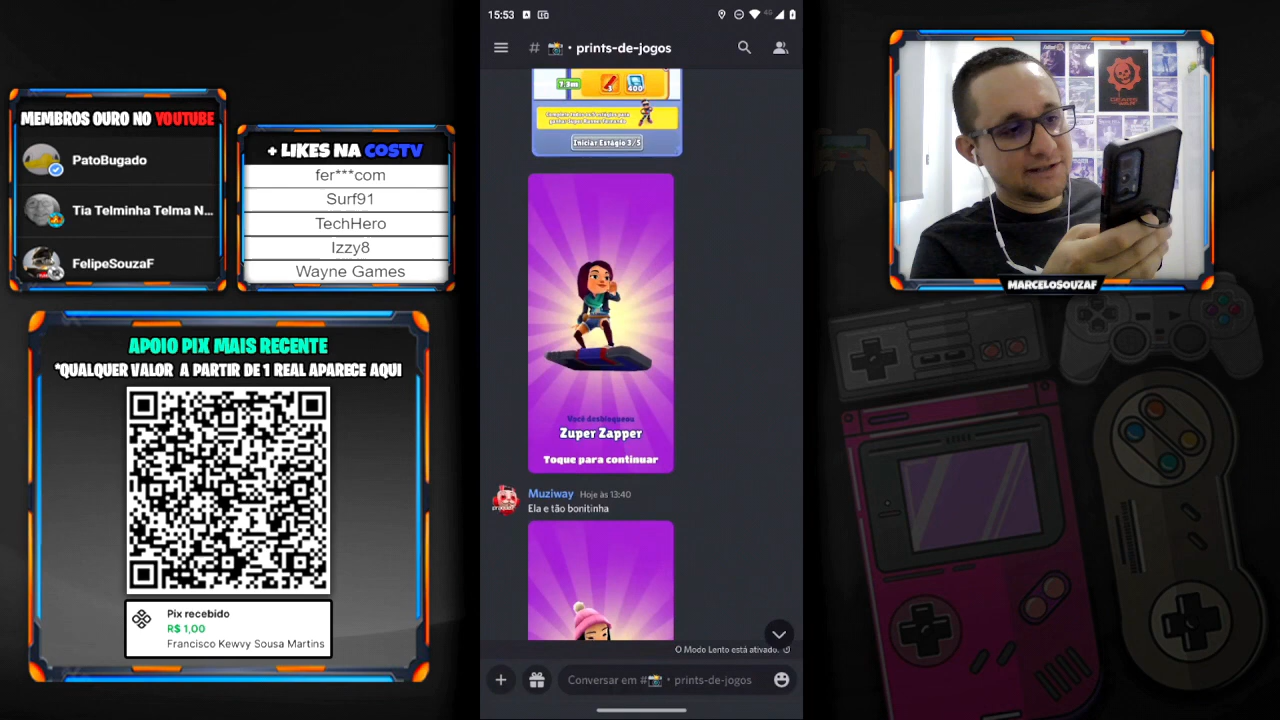 MEMBROS OURO NO YOUTUBE
PatoBugado
Tia Telminha Telma N...
FelipeSouzaF
+ LIKES NA COSTV
fer***com
Surf91
TechHero
Izzy8
Wayne Games
APOIO PIX MAIS RECENTE
*QUALQUER VALOR A PARTIR DE 1 REAL APARECE AQUI
Pix recebido
R$ 1,00
Francisco Kewvy Sousa Martins
15:53
# • prints-de-jogos
400
Iniciar Estágio 3/5
Você desbloqueou
Zuper Zapper
Toque para continuar
Muziway Hoje às 13:40
Ela e tão bonitinha
O Modo Lento está ativado.
Conversar em # • prints-de-jogos
MARCELOSOUZAF